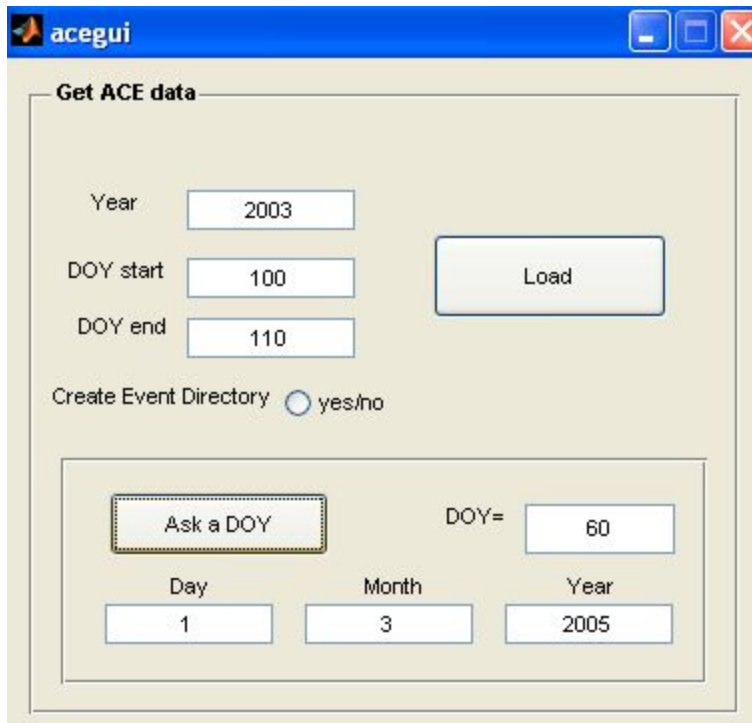 acegui
Get ACE data
Year 2003
DOY start 100
Load
DOY end 110
Create Event Directory yes/no
Ask a DOY DOY= 60
Day Month Year
1 3 2005